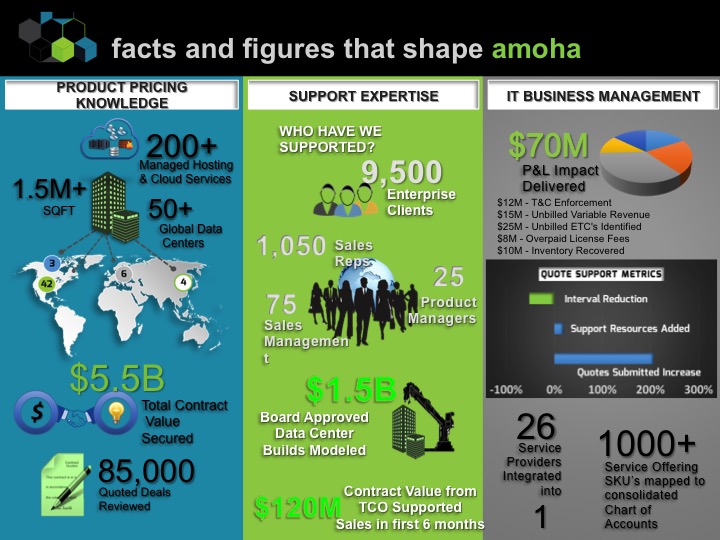 facts and figures that shape amoha
PRODUCT PRICING
KNOWLEDGE
200+
Managed Hosting
& Cloud Services
1.5M+
SQFT
50+
Global Data
Centers
3
42
6
4
$5.5B
$
Total Contract
Value
Secured
85,000
Quoted Deals
Reviewed
SUPPORT EXPERTISE
WHO HAVE WE
SUPPORTED?
9,500
Enterprise
Clients
1,050
Sales
Reps
25
Product
Managers
75
Sales
Managemen
t
$1.5B
Board Approved
Data Center
Builds Modeled
$120M
Contract Value from
TCO Supported
Sales in first 6 months
IT BUSINESS MANAGEMENT
$70M
P&L Impact
Delivered
$12M - T&C Enforcement
$15M - Unbilled Variable Revenue
$25M - Unbilled ETC's Identified
$8M - Overpaid License Fees
$10M - Inventory Recovered
QUOTE SUPPORT METRICS
Interval Reduction
Support Resources Added
Quotes Submitted Increase
-100% 0% 100% 200% 300%
26
Service
Providers
Integrated
into
1
1000+
Service Offering
SKU's mapped to
consolidated
Chart of
Accounts